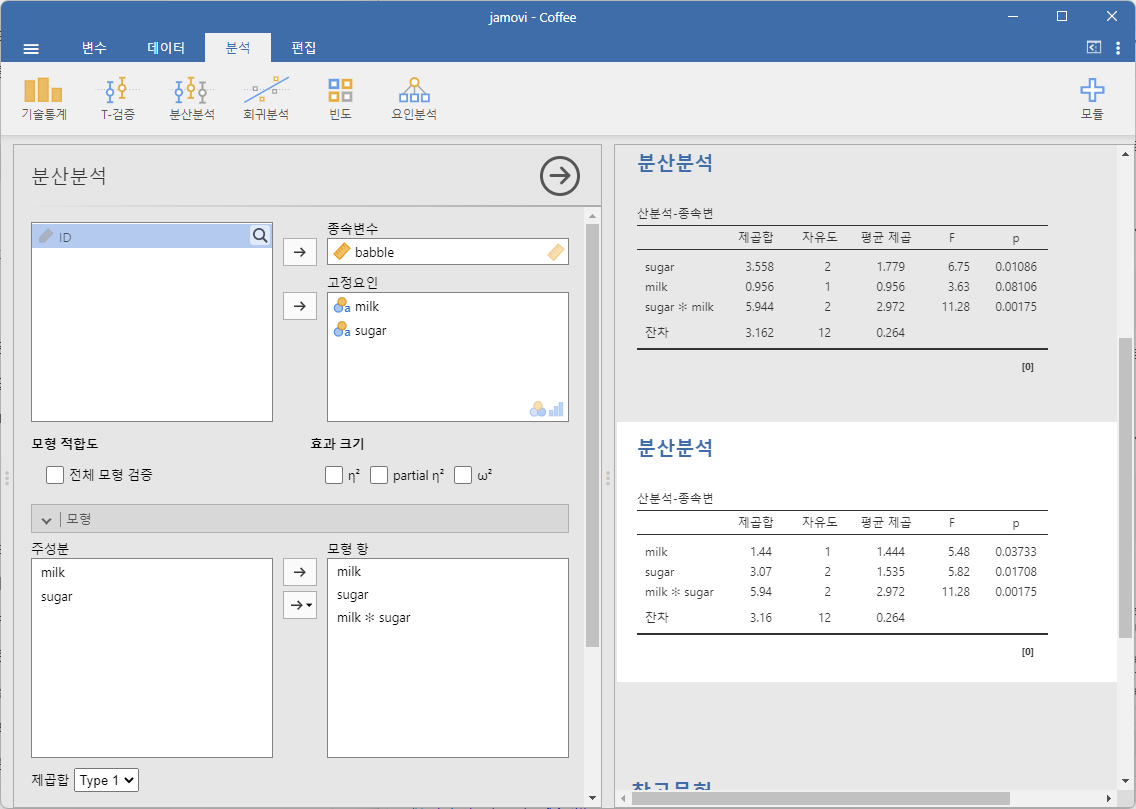 jamovi - Coffee
변수 데이터 분석 편집
기술통계 T-검증 분산분석 회귀분석 빈도 요인분석 모듈
분산분석
ID
종속변수
babble
고정요인
milk
sugar
모형 적합도 효과 크기
전체 모형 검증 η² partial η² ω²
모형
주성분 모형 항
milk milk
sugar sugar
milk ✻ sugar
제곱합 Type 1
분산분석
산분석-종속변
제곱합 자유도 평균 제곱 F p
sugar 3.558 2 1.779 6.75 0.01086
milk 0.956 1 0.956 3.63 0.08106
sugar ✻ milk 5.944 2 2.972 11.28 0.00175
잔차 3.162 12 0.264
[0]
분산분석
산분석-종속변
제곱합 자유도 평균 제곱 F p
milk 1.44 1 1.444 5.48 0.03733
sugar 3.07 2 1.535 5.82 0.01708
milk ✻ sugar 5.94 2 2.972 11.28 0.00175
잔차 3.16 12 0.264
[0]